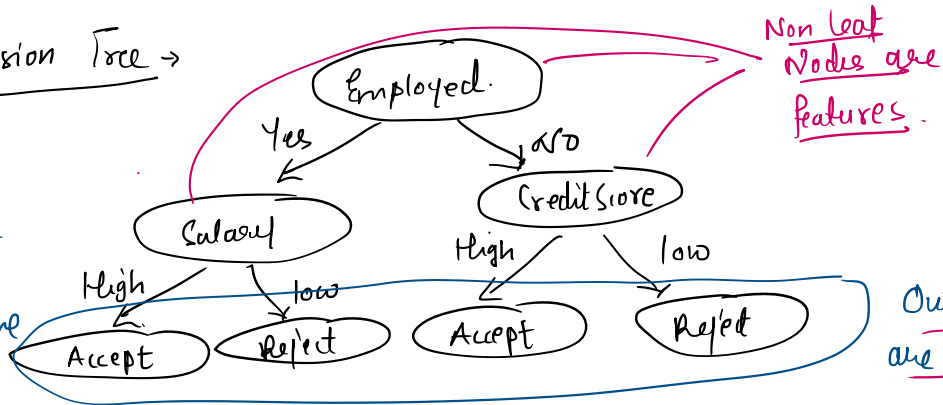 sion Tree →
Non leaf
Nodes are
features.
Employed.
Yes
No
Salary
Credit Score
High
low
High
low
Accept
Reject
Accept
Reject
are